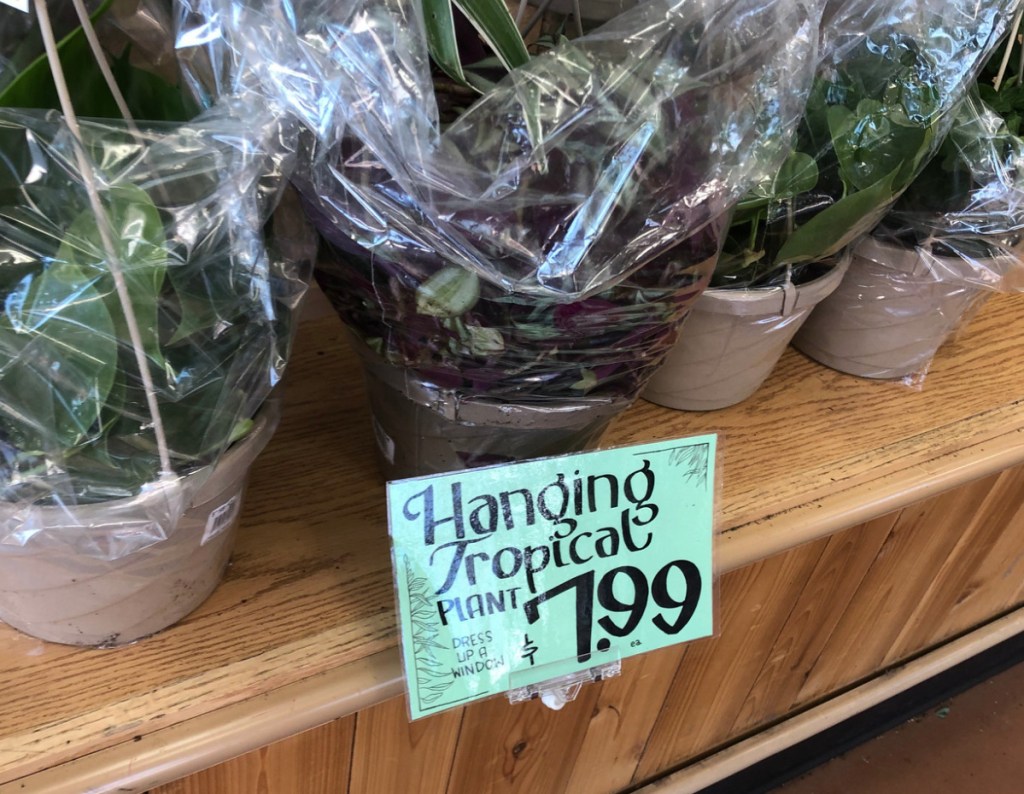 Hanging
Tropical
PLANT
DRESS
UP A
WINDOW
$7.99 ea